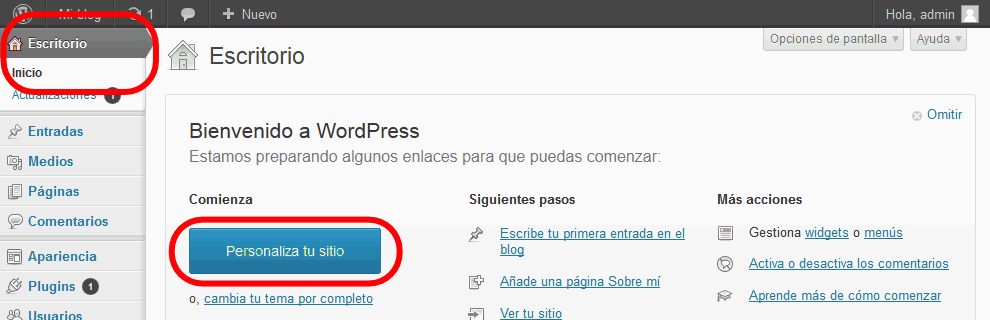 Mi blog 1 + Nuevo Hola, admin
Escritorio
Inicio
Actualizaciones 1
Entradas
Medios
Páginas
Comentarios
Apariencia
Plugins 1
Usuarios
Opciones de pantalla Ayuda
Escritorio
Omitir
Bienvenido a WordPress
Estamos preparando algunos enlaces para que puedas comenzar:
Comienza
Personaliza tu sitio
o, cambia tu tema por completo
Siguientes pasos
Escribe tu primera entrada en el
blog
Añade una página Sobre mí
Ver tu sitio
Más acciones
Gestiona widgets o menús
Activa o desactiva los comentarios
Aprende más de cómo comenzar